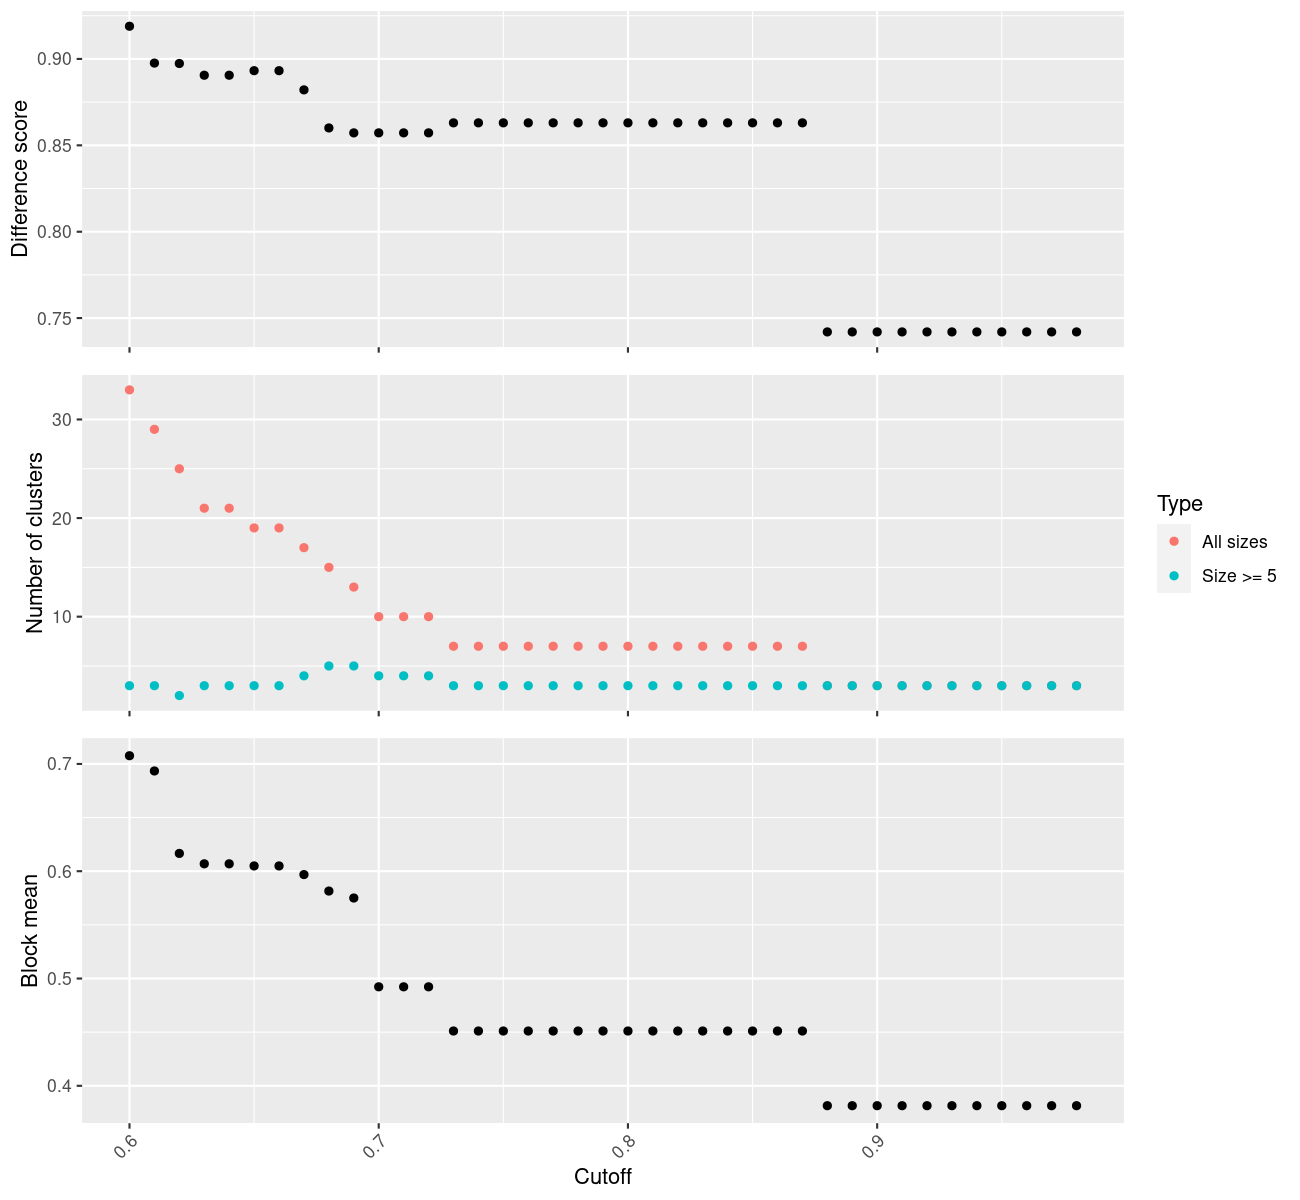 Difference score
0.90
0.85
0.80
0.75
Number of clusters
30
20
10
Type
All sizes
Size >= 5
Block mean
0.7
0.6
0.5
0.4
0.6
0.7
0.8
0.9
Cutoff